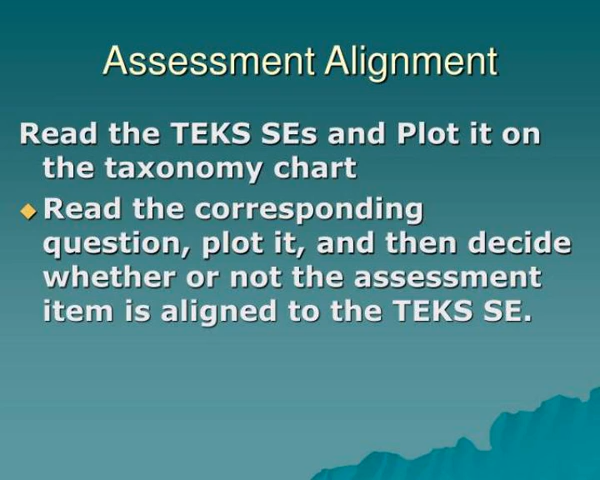 Assessment Alignment
Read the TEKS SEs and Plot it on
the taxonomy chart
Read the corresponding
question, plot it, and then decide
whether or not the assessment
item is aligned to the TEKS SE.